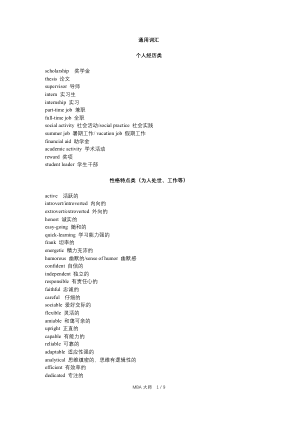 通用词汇
个人经历类
scholarship 奖学金
thesis 论文
supervisor 导师
intern 实习生
internship 实习
part-time job 兼职
full-time job 全职
social activity 社会活动/social practice 社会实践
summer job 暑期工作/ vacation job 假期工作
financial aid 助学金
academic activity 学术活动
reward 奖项
student leader 学生干部
性格特点类（为人处世、工作等）
active 活跃的
introvert/introverted 内向的
extrovert/extroverted 外向的
honest 诚实的
easy-going 随和的
quick-learning 学习能力强的
frank 坦率的
energetic 精力充沛的
humorous 幽默的/sense of humor 幽默感
confident 自信的
independent 独立的
responsible 有责任心的
faithful 忠诚的
careful 仔细的
sociable 善好交际的
flexible 灵活的
amiable 和蔼可亲的
upright 正直的
capable 有能力的
reliable 可靠的
adaptable 适应性强的
analytical 思维缜密的、思维有逻辑性的
efficient 有效率的
dedicated 专注的
MBA 大师 1 / 9